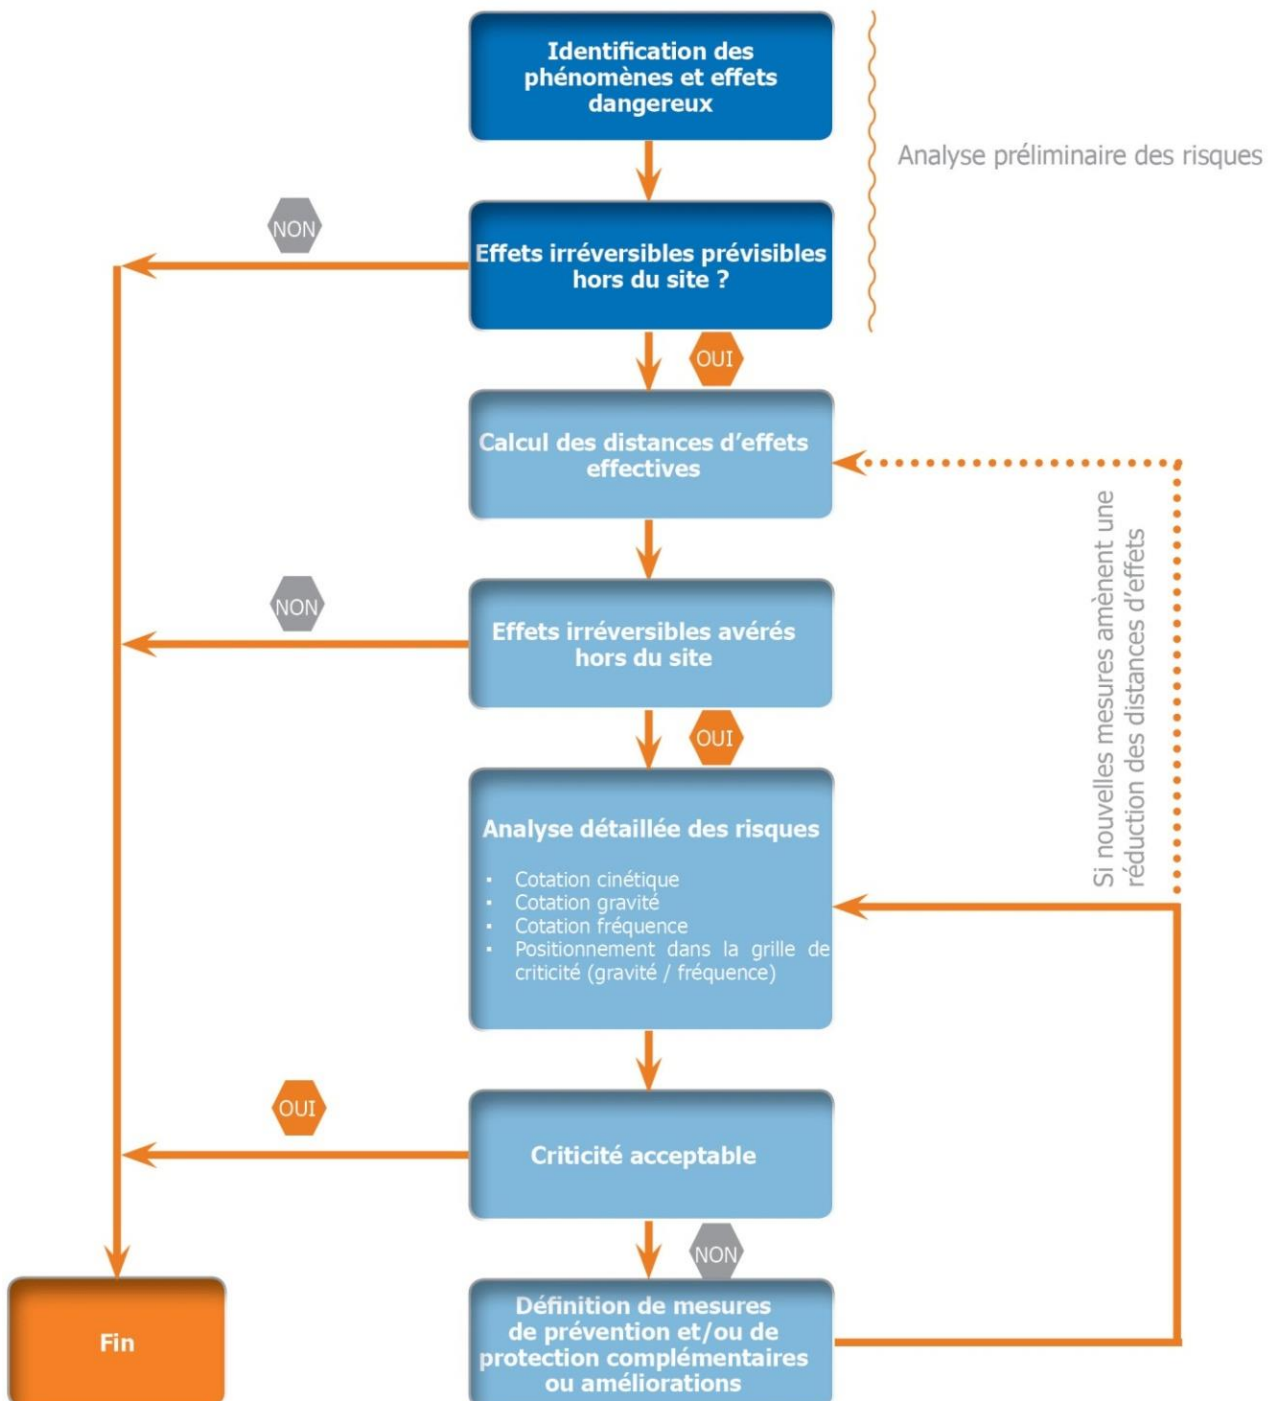 Identification des
phénomènes et effets
dangereux
Analyse préliminaire des risques
NON
Effets irréversibles prévisibles
hors du site ?
OUI
Calcul des distances d’effets
effectives
Si nouvelles mesures amènent une
réduction des distances d’effets
NON
Effets irréversibles avérés
hors du site
OUI
Analyse détaillée des risques
▪ Cotation cinétique
▪ Cotation gravité
▪ Cotation fréquence
▪ Positionnement dans la grille de
criticité (gravité / fréquence)
OUI
Criticité acceptable
NON
Définition de mesures
de prévention et/ou de
protection complémentaires
ou améliorations
Fin